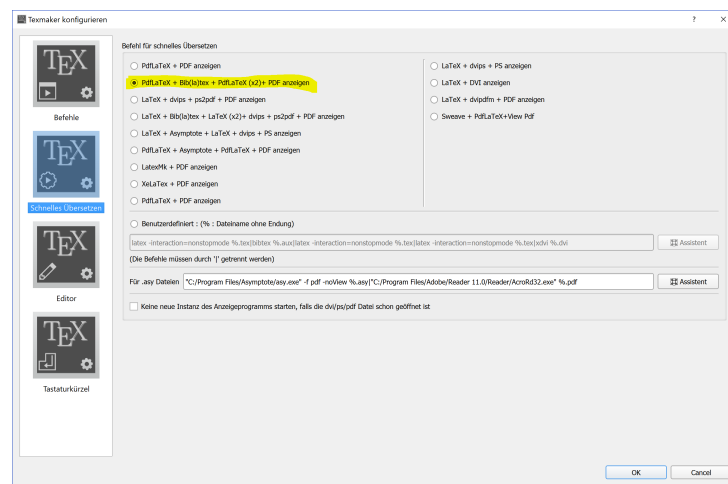 Texmaker konfigurieren
? ×
TEX
Befehle
TEX
Schnelles Übersetzen
TEX
Editor
TEX
Tastaturkürzel
Befehl für schnelles Übersetzen
PdfLaTeX + PDF anzeigen
PdfLaTeX + Bib(la)tex + PdfLaTeX (x2)+ PDF anzeigen
LaTeX + dvips + ps2pdf + PDF anzeigen
LaTeX + Bib(la)tex + LaTeX (x2)+ dvips + ps2pdf + PDF anzeigen
LaTeX + Asymptote + LaTeX + dvips + PS anzeigen
PdfLaTeX + Asymptote + PdfLaTeX + PDF anzeigen
LatexMk + PDF anzeigen
XeLaTex + PDF anzeigen
PdfLaTeX + PDF anzeigen
LaTeX + dvips + PS anzeigen
LaTeX + DVI anzeigen
LaTeX + dvipdfm + PDF anzeigen
Sweave + PdfLaTeX+View Pdf
Benutzerdefiniert : (% : Dateiname ohne Endung)
latex -interaction=nonstopmode %.tex|bibtex %.aux|latex -interaction=nonstopmode %.tex|latex -interaction=nonstopmode %.tex|xdvi %.dvi
Assistent
(Die Befehle müssen durch '|' getrennt werden)
Für .asy Dateien "C:/Program Files/Asymptote/asy.exe" -f pdf -noView %.asy|"C:/Program Files/Adobe/Reader 11.0/Reader/AcroRd32.exe" %.pdf
Assistent
Keine neue Instanz des Anzeigeprogramms starten, falls die dvi/ps/pdf Datei schon geöffnet ist
OK
Cancel